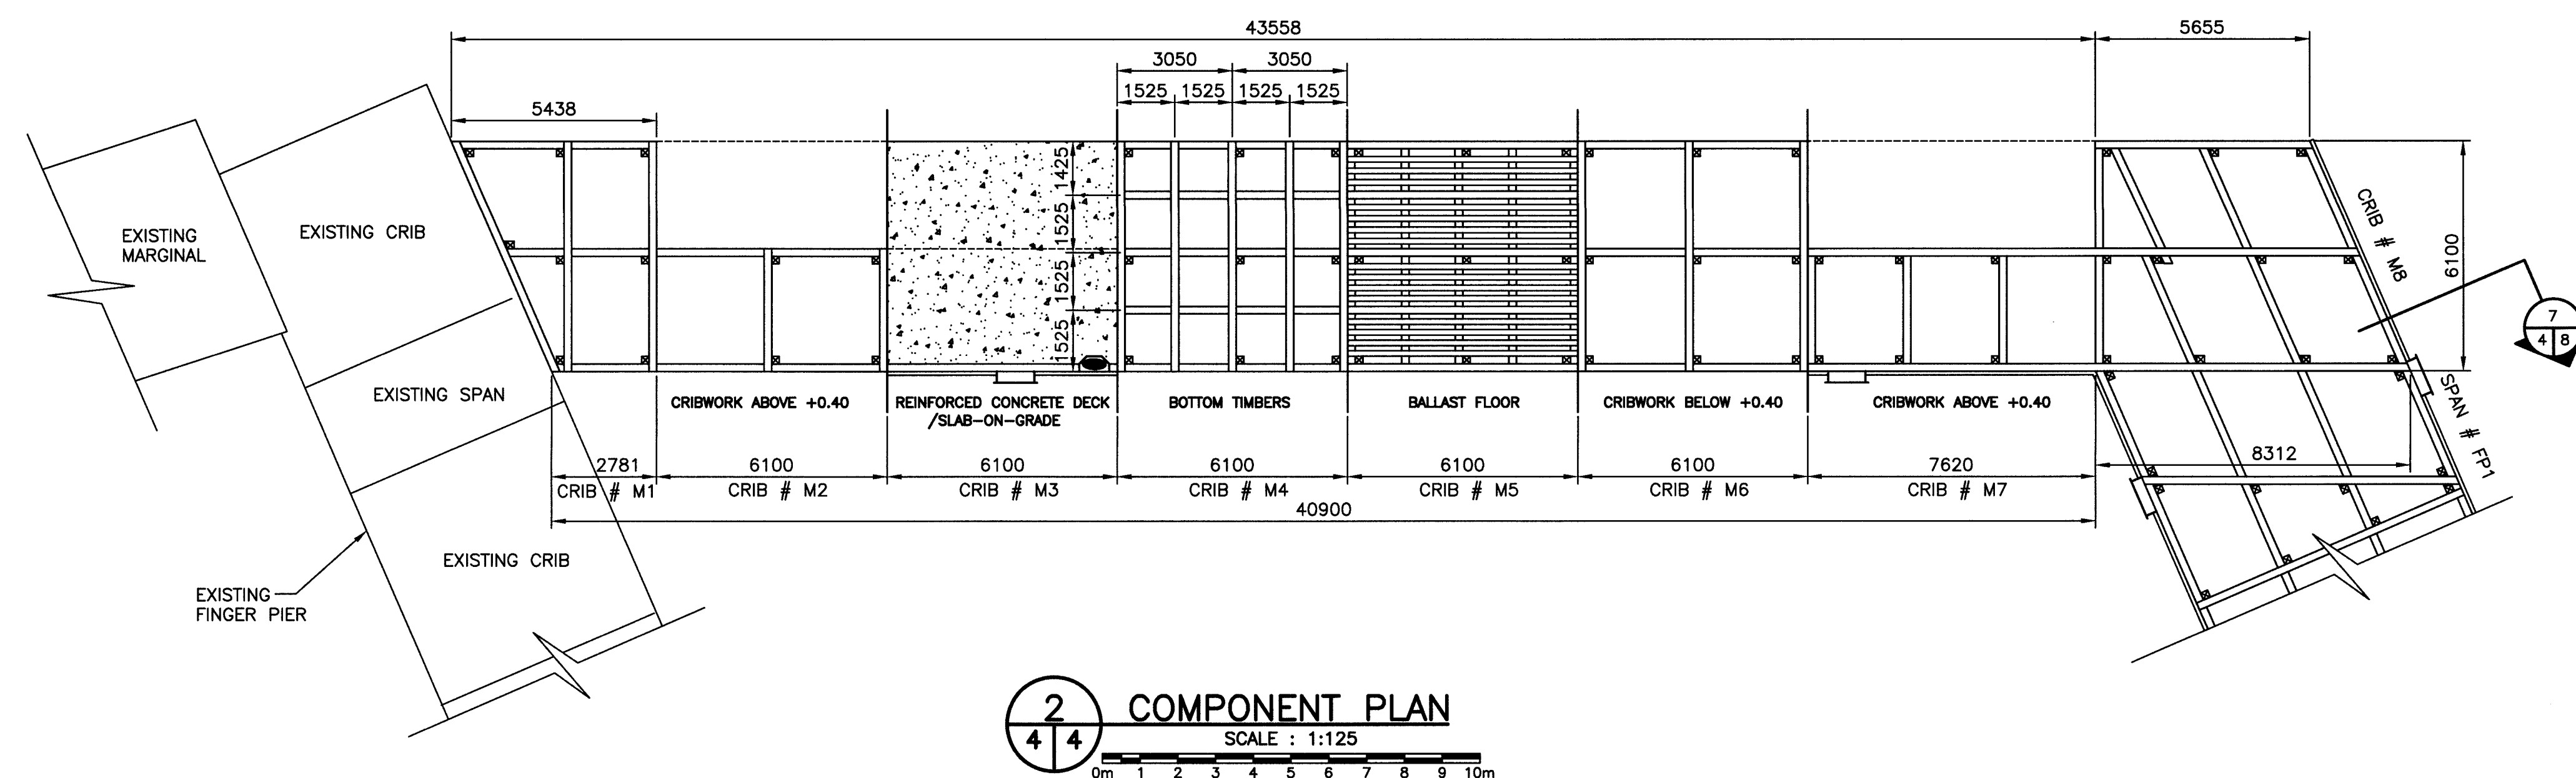 43558
5655
3050
3050
1525
1525
1525
1525
5438
1425
1525
1525
1525
6100
EXISTING
MARGINAL
EXISTING CRIB
EXISTING SPAN
EXISTING CRIB
EXISTING
FINGER PIER
CRIB # M8
SPAN # FP1
7
4 8
CRIBWORK ABOVE +0.40
REINFORCED CONCRETE DECK
/SLAB-ON-GRADE
BOTTOM TIMBERS
BALLAST FLOOR
CRIBWORK BELOW +0.40
CRIBWORK ABOVE +0.40
2781
6100
6100
6100
6100
6100
7620
8312
CRIB # M1
CRIB # M2
CRIB # M3
CRIB # M4
CRIB # M5
CRIB # M6
CRIB # M7
40900
2
4 4
COMPONENT PLAN
SCALE : 1:125
0m 1 2 3 4 5 6 7 8 9 10m